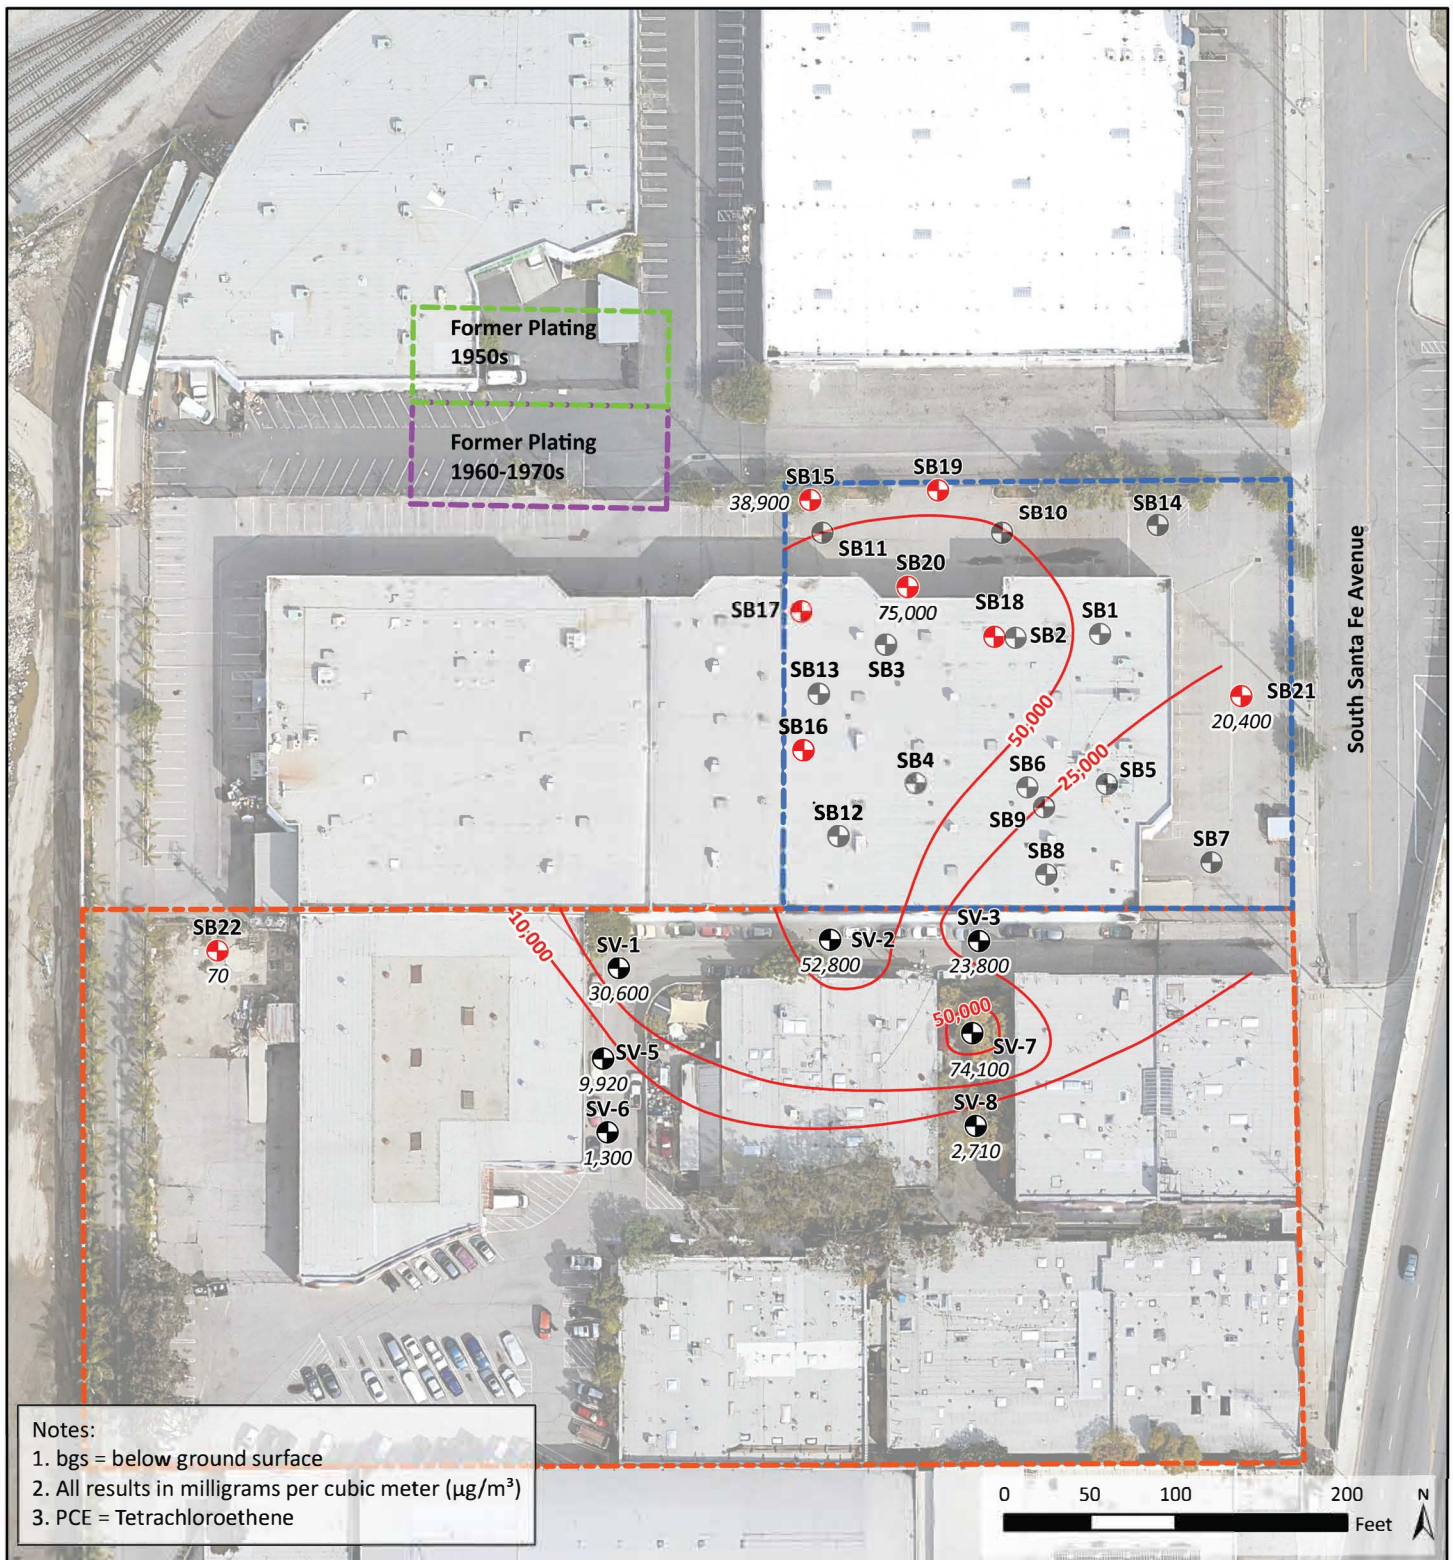 Former Plating
1950s
Former Plating
1960-1970s
SB15
38,900
SB19
SB14
SB10
SB11
SB20
75,000
SB17
SB18
SB2
SB1
SB3
SB13
SB21
20,400
50,000
SB16
25,000
SB4
SB6
SB5
SB9
SB12
SB7
SB8
South Santa Fe Avenue
10,000
SB22
70
SV-1
30,600
SV-2
52,800
SV-3
23,800
50,000
SV-7
74,100
SV-5
9,920
SV-6
1,300
SV-8
2,710
Notes:
1. bgs = below ground surface
2. All results in milligrams per cubic meter (µg/m³)
3. PCE = Tetrachloroethene
0 50 100 200
Feet
N